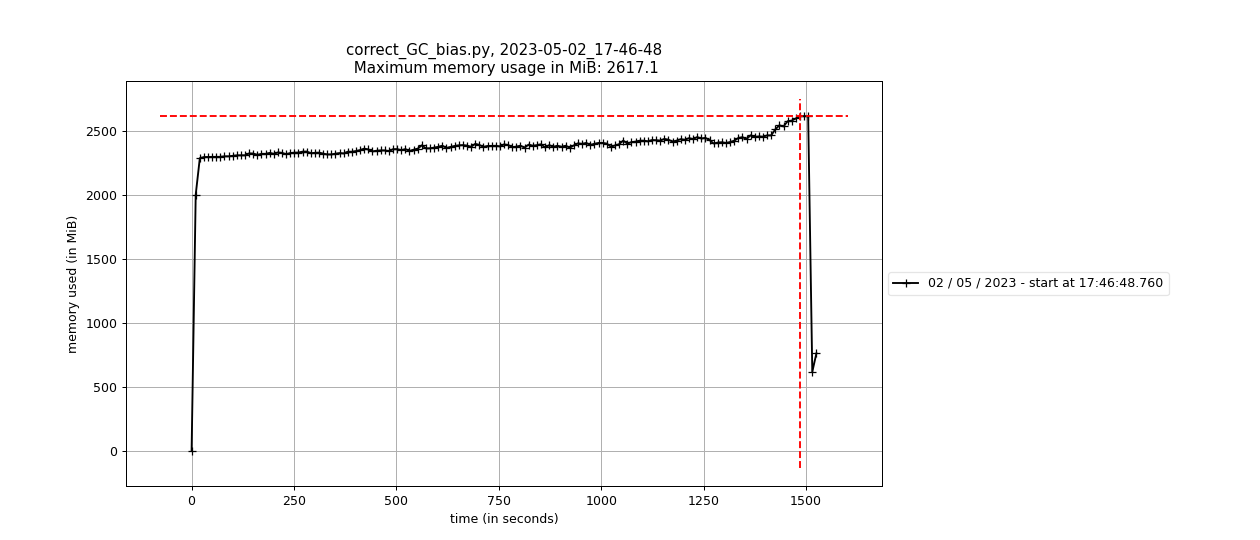 correct_GC_bias.py, 2023-05-02_17-46-48
Maximum memory usage in MiB: 2617.1
memory used (in MiB)
2500
2000
1500
1000
500
0
0 250 500 750 1000 1250 1500
time (in seconds)
02 / 05 / 2023 - start at 17:46:48.760